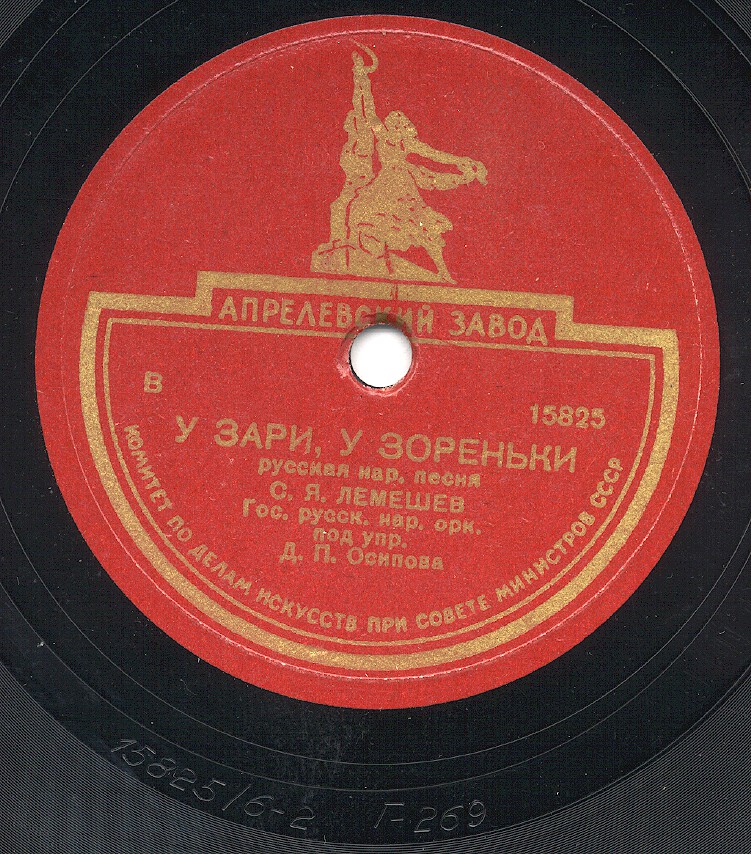 АПРЕЛЕВСКИЙ ЗАВОД
В
15825
У ЗАРИ, У ЗОРЕНЬКИ
русская нар. песня
С. Я. ЛЕМЕШЕВ
Гос. русск. нар. орк.
под упр.
Д. П. Осипова
КОМИТЕТ ПО ДЕЛАМ ИСКУССТВ ПРИ СОВЕТЕ МИНИСТРОВ СССР
15825/6-2 Г-269